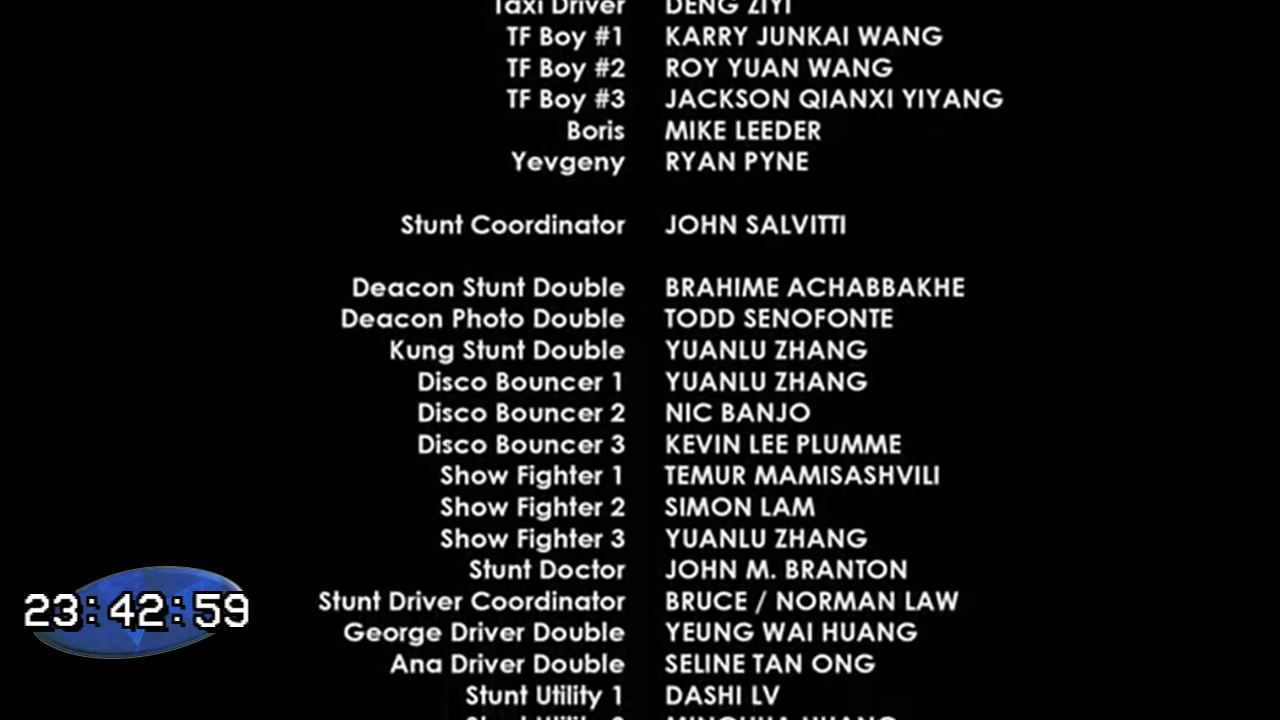 Taxi Driver DENG ZIYI
TF Boy #1 KARRY JUNKAI WANG
TF Boy #2 ROY YUAN WANG
TF Boy #3 JACKSON QIANXI YIYANG
Boris MIKE LEEDER
Yevgeny RYAN PYNE
Stunt Coordinator JOHN SALVITTI
Deacon Stunt Double BRAHIME ACHABBAKHE
Deacon Photo Double TODD SENOFONTE
Kung Stunt Double YUANLU ZHANG
Disco Bouncer 1 YUANLU ZHANG
Disco Bouncer 2 NIC BANJO
Disco Bouncer 3 KEVIN LEE PLUMME
Show Fighter 1 TEMUR MAMISASHVILI
Show Fighter 2 SIMON LAM
Show Fighter 3 YUANLU ZHANG
Stunt Doctor JOHN M. BRANTON
Stunt Driver Coordinator BRUCE / NORMAN LAW
George Driver Double YEUNG WAI HUANG
Ana Driver Double SELINE TAN ONG
Stunt Utility 1 DASHI LV
23:42:59